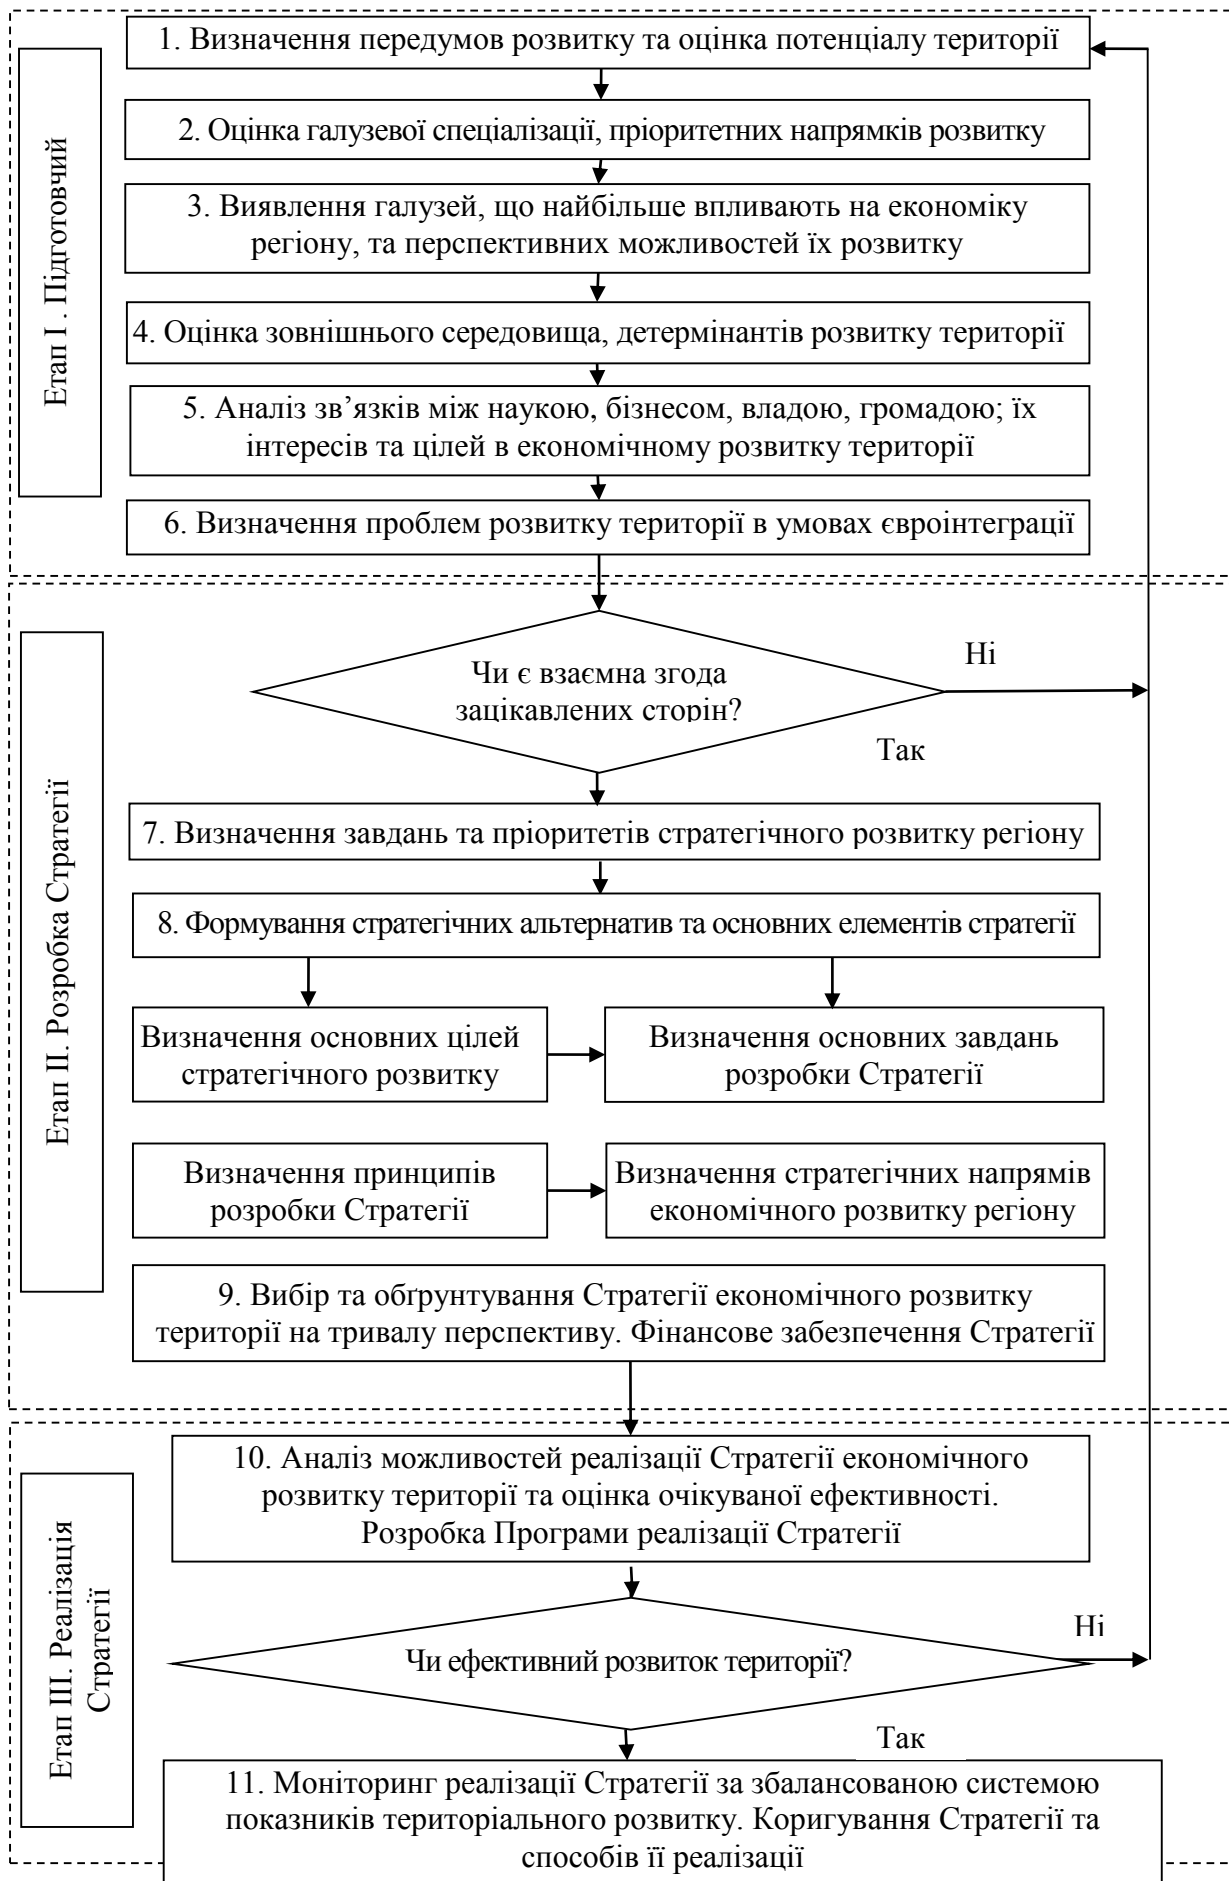 Етап І . Підготовчий
1. Визначення передумов розвитку та оцінка потенціалу території
2. Оцінка галузевої спеціалізації, пріоритетних напрямків розвитку
3. Виявлення галузей, що найбільше впливають на економіку
регіону, та перспективних можливостей їх розвитку
4. Оцінка зовнішнього середовища, детермінантів розвитку території
5. Аналіз зв’язків між наукою, бізнесом, владою, громадою; їх
інтересів та цілей в економічному розвитку території
6. Визначення проблем розвитку території в умовах євроінтеграції
Етап ІІ. Розробка Стратегії
Чи є взаємна згода
зацікавлених сторін?
Ні
Так
7. Визначення завдань та пріоритетів стратегічного розвитку регіону
8. Формування стратегічних альтернатив та основних елементів стратегії
Визначення основних цілей
стратегічного розвитку
Визначення основних завдань
розробки Стратегії
Визначення принципів
розробки Стратегії
Визначення стратегічних напрямів
економічного розвитку регіону
9. Вибір та обґрунтування Стратегії економічного розвитку
території на тривалу перспективу. Фінансове забезпечення Стратегії
Етап ІІІ. Реалізація
Стратегії
10. Аналіз можливостей реалізації Стратегії економічного
розвитку території та оцінка очікуваної ефективності.
Розробка Програми реалізації Стратегії
Чи ефективний розвиток території?
Ні
Так
11. Моніторинг реалізації Стратегії за збалансованою системою
показників територіального розвитку. Коригування Стратегії та
способів її реалізації